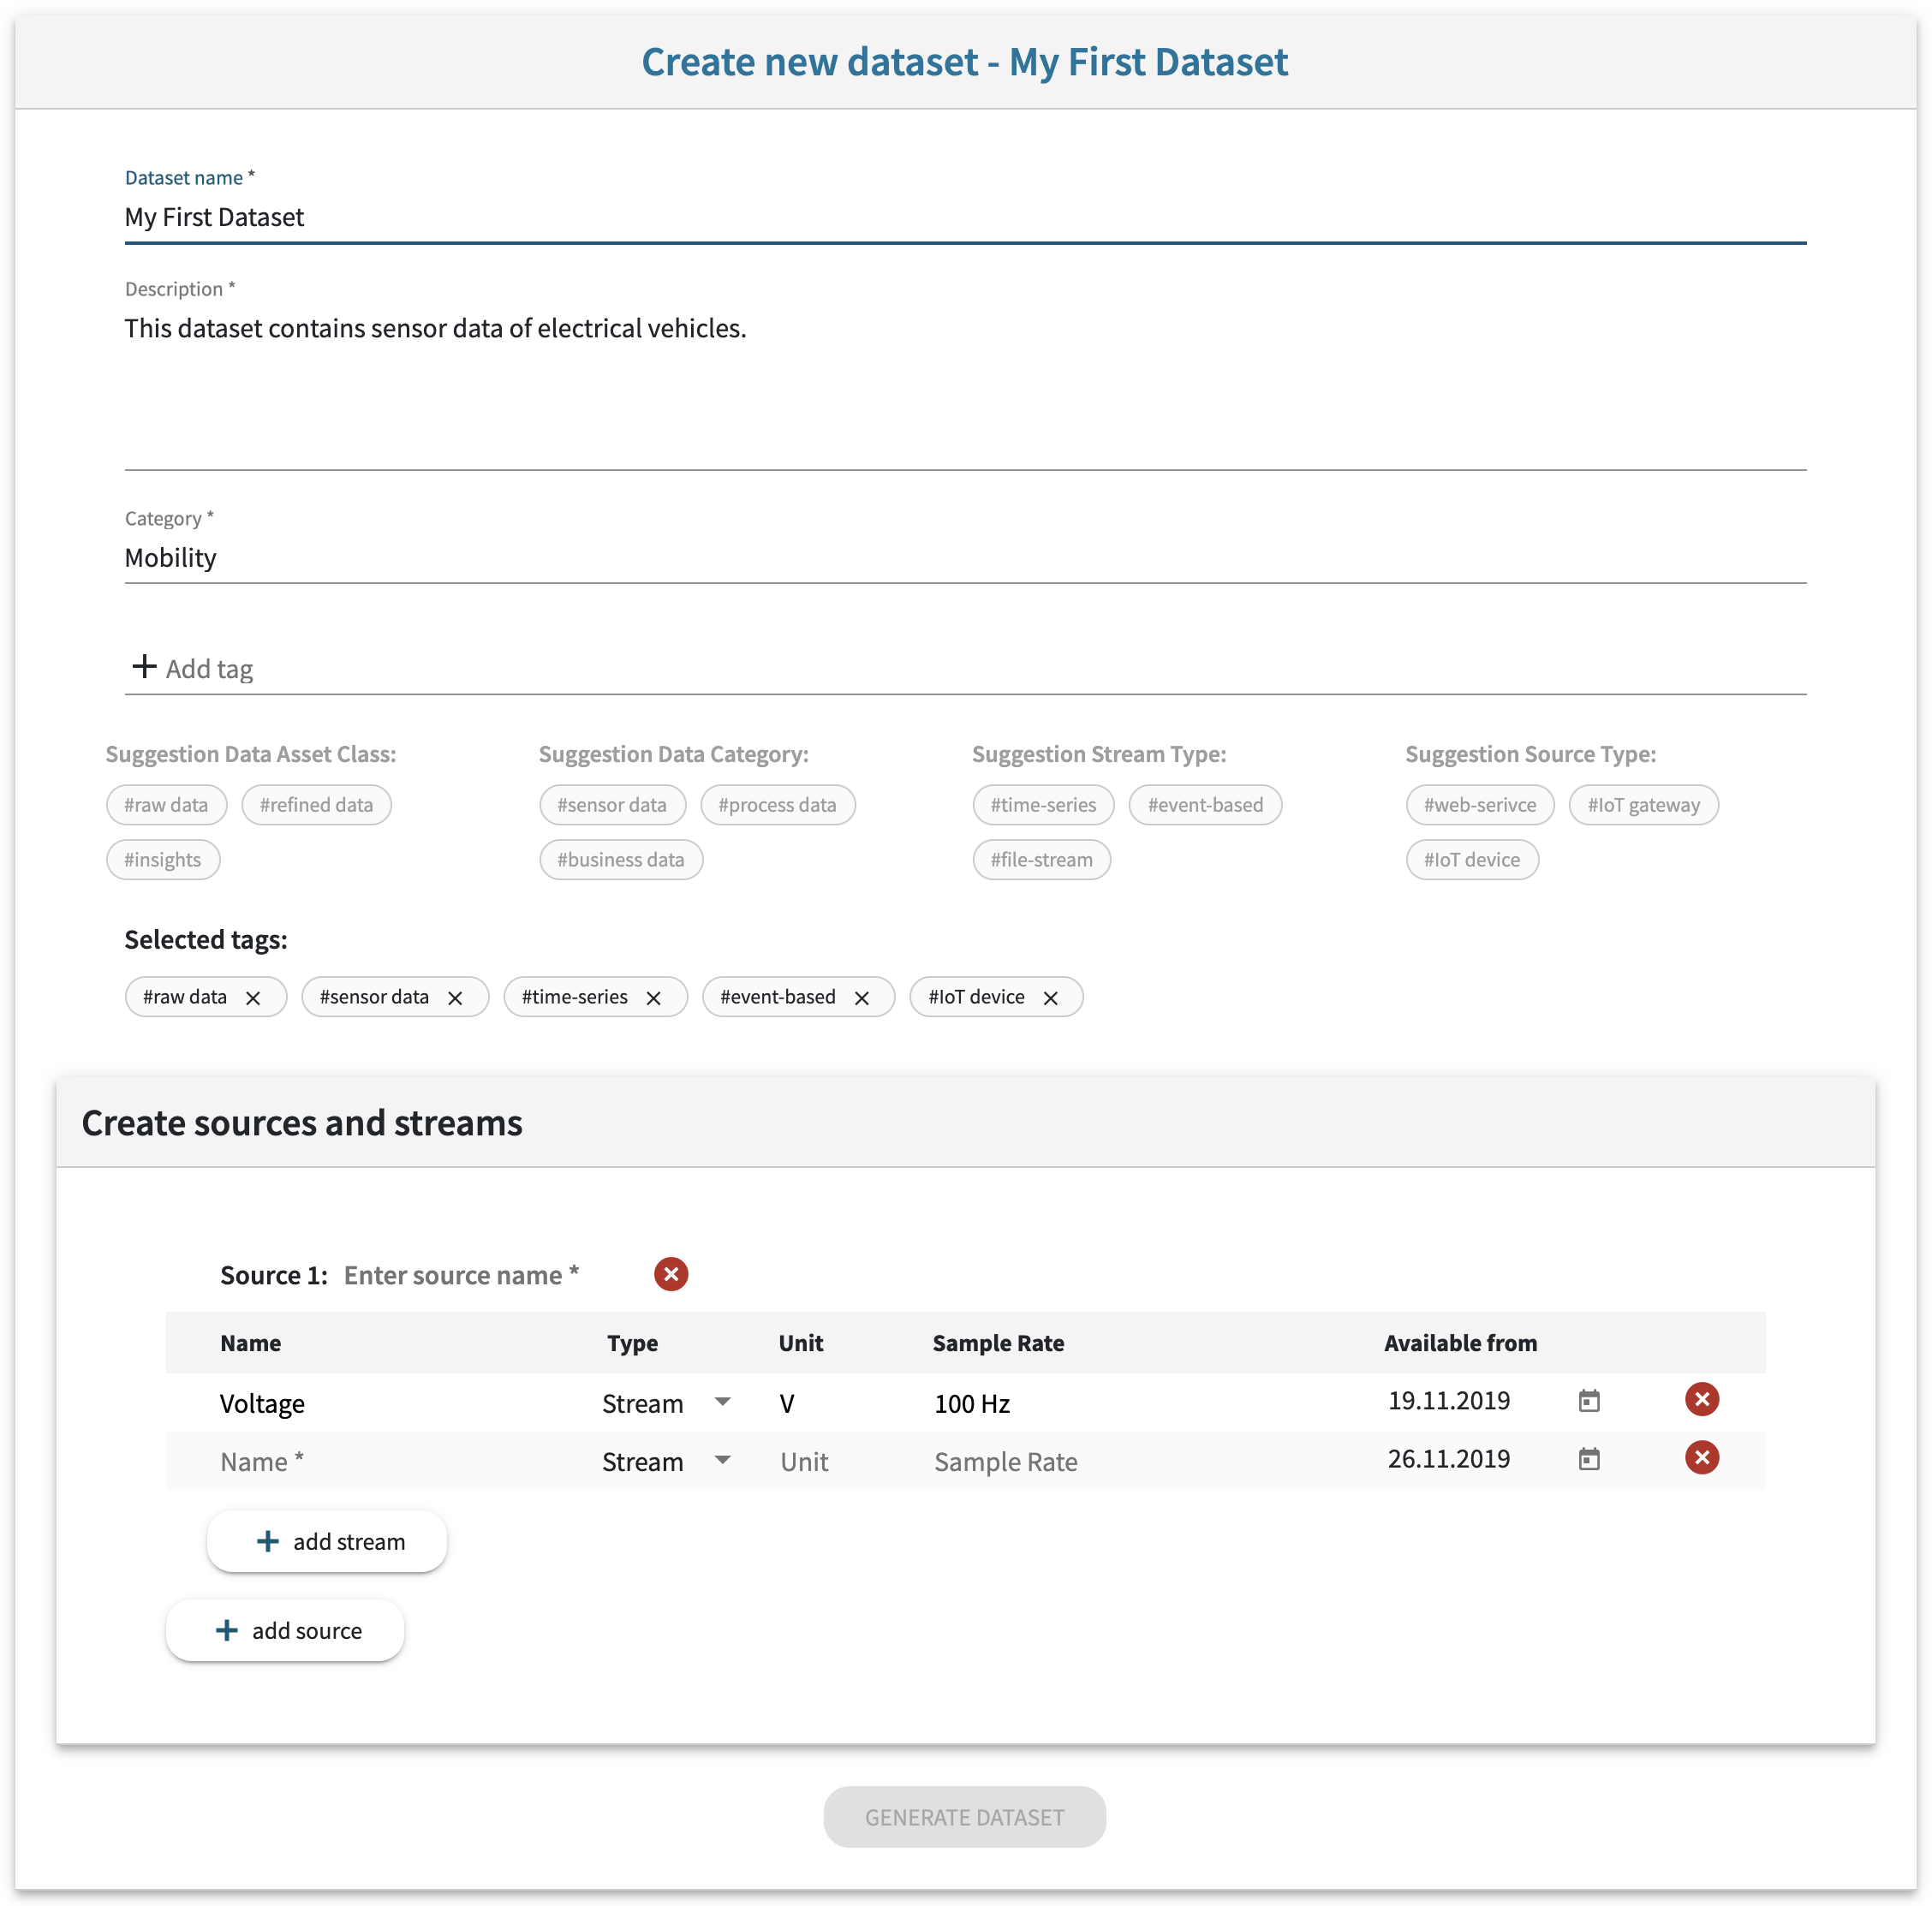 Create new dataset - My First Dataset
Dataset name *
My First Dataset
Description *
This dataset contains sensor data of electrical vehicles.
Category *
Mobility
+ Add tag
Suggestion Data Asset Class: Suggestion Data Category: Suggestion Stream Type: Suggestion Source Type:
#raw data #refined data #sensor data #process data #time-series #event-based #web-serivce #IoT gateway
#insights #business data #file-stream #IoT device
Selected tags:
#raw data × #sensor data × #time-series × #event-based × #IoT device ×
Create sources and streams
Source 1: Enter source name *
Name Type Unit Sample Rate Available from
Voltage Stream V 100 Hz 19.11.2019
Name * Stream Unit Sample Rate 26.11.2019
+ add stream
+ add source
GENERATE DATASET